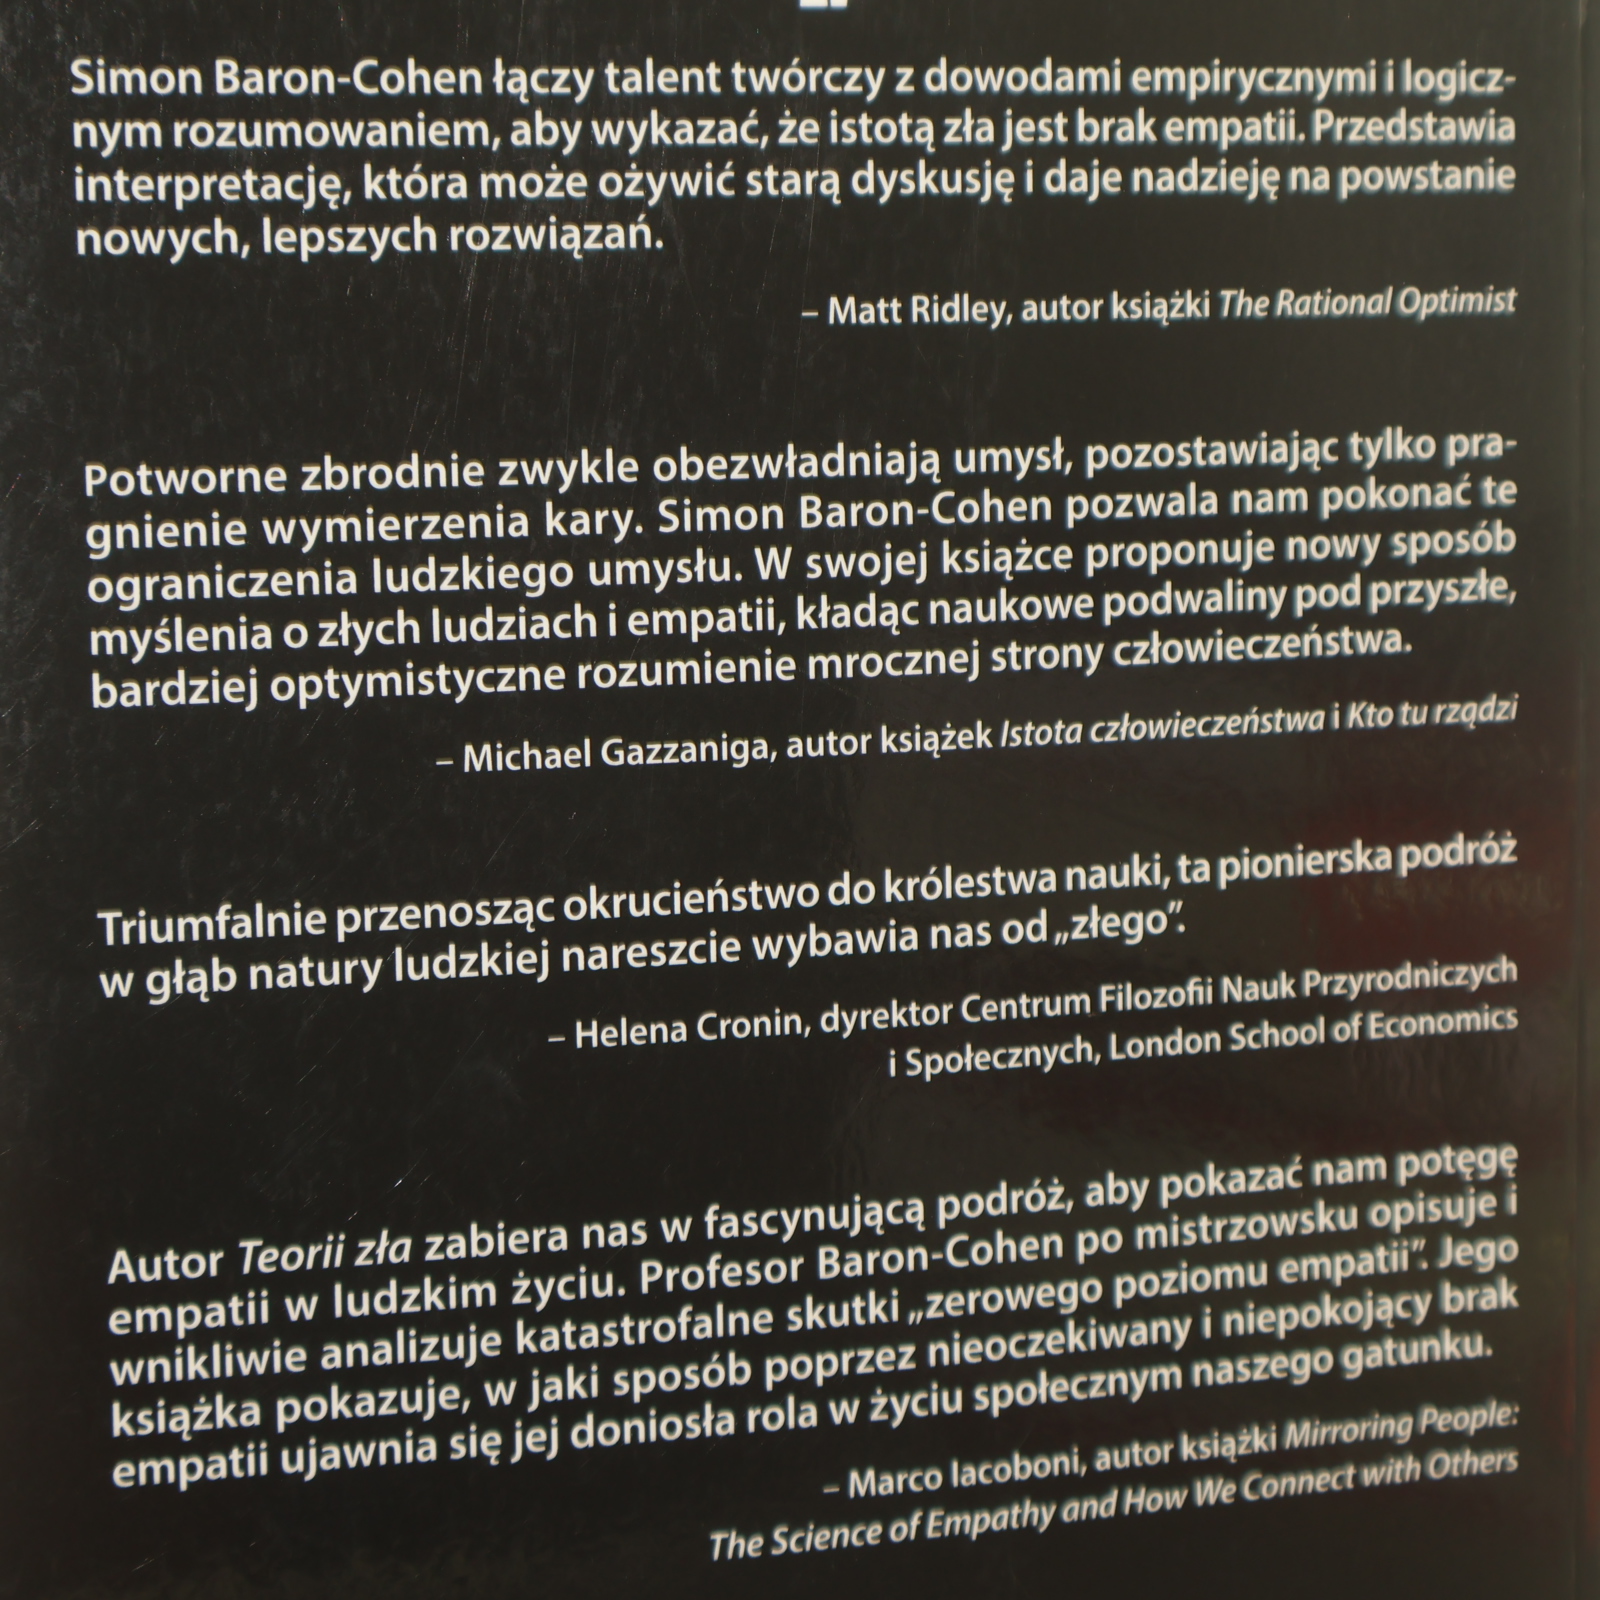 Simon Baron-Cohen łączy talent twórczy z dowodami empirycznymi i logicz-
nym rozumowaniem, aby wykazać, że istotą zła jest brak empatii. Przedstawia
interpretację, która może ożywić starą dyskusję i daje nadzieję na powstanie
nowych, lepszych rozwiązań.
– Matt Ridley, autor książki The Rational Optimist
Potworne zbrodnie zwykle obezwładniają umysł, pozostawiając tylko pra-
gnienie wymierzenia kary. Simon Baron-Cohen pozwala nam pokonać te
ograniczenia ludzkiego umysłu. W swojej książce proponuje nowy sposób
myślenia o złych ludziach i empatii, kładąc naukowe podwaliny pod przyszłe,
bardziej optymistyczne rozumienie mrocznej strony człowieczeństwa.
– Michael Gazzaniga, autor książek Istota człowieczeństwa i Kto tu rządzi
Triumfalnie przenosząc okrucieństwo do królestwa nauki, ta pionierska podróż
w głąb natury ludzkiej nareszcie wybawia nas od „złego”.
– Helena Cronin, dyrektor Centrum Filozofii Nauk Przyrodniczych
i Społecznych, London School of Economics
Autor Teorii zła zabiera nas w fascynującą podróż, aby pokazać nam potęgę
empatii w ludzkim życiu. Profesor Baron-Cohen po mistrzowsku opisuje i
wnikliwie analizuje katastrofalne skutki „zerowego poziomu empatii”. Jego
książka pokazuje, w jaki sposób poprzez nieoczekiwany i niepokojący brak
empatii ujawnia się jej doniosła rola w życiu społecznym naszego gatunku.
– Marco Iacoboni, autor książki Mirroring People:
The Science of Empathy and How We Connect with Others